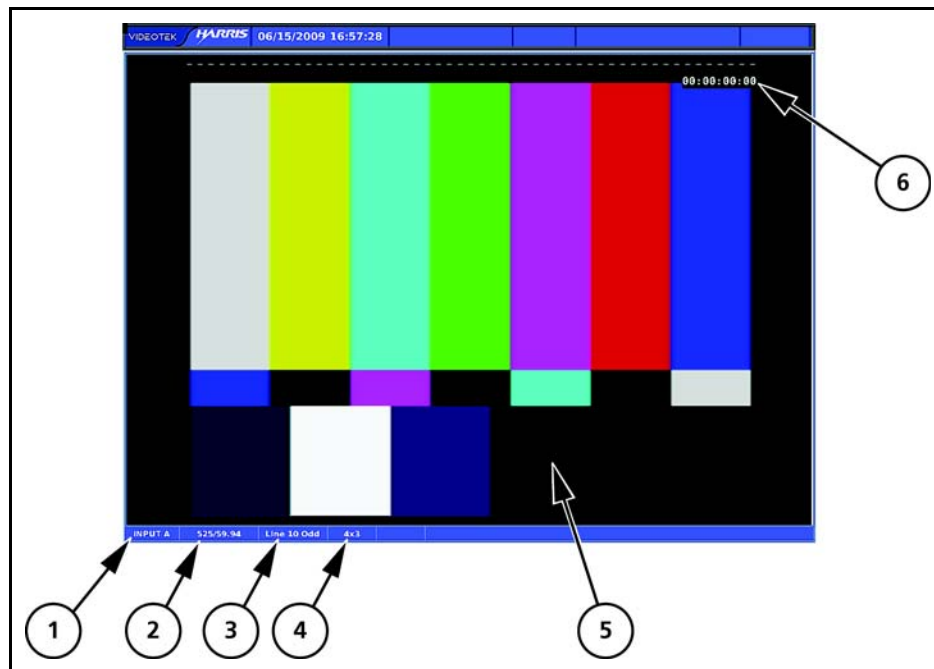 VIDEOTEK HARRIS 06/15/2009 16:57:28
00:00:00:00
6
INPUT A 525/59.94 Line 10 Odd 4x3
1 2 3 4 5